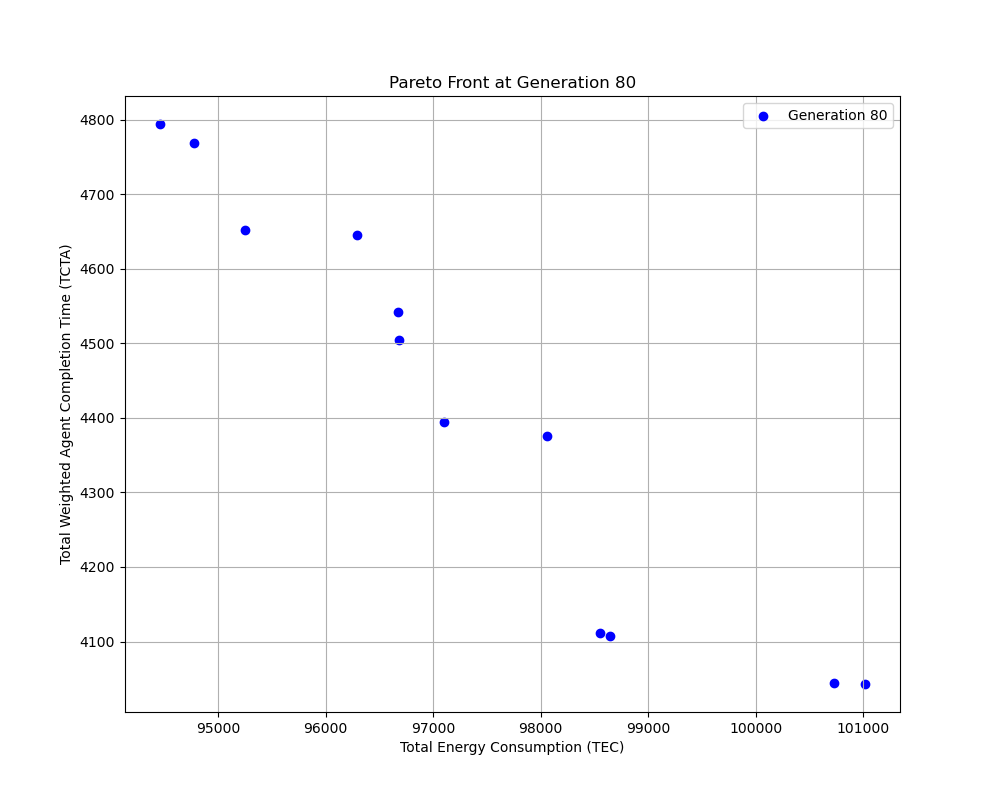 Pareto Front at Generation 80
Generation 80
Total Weighted Agent Completion Time (TCTA)
4800
4700
4600
4500
4400
4300
4200
4100
95000 96000 97000 98000 99000 100000 101000
Total Energy Consumption (TEC)